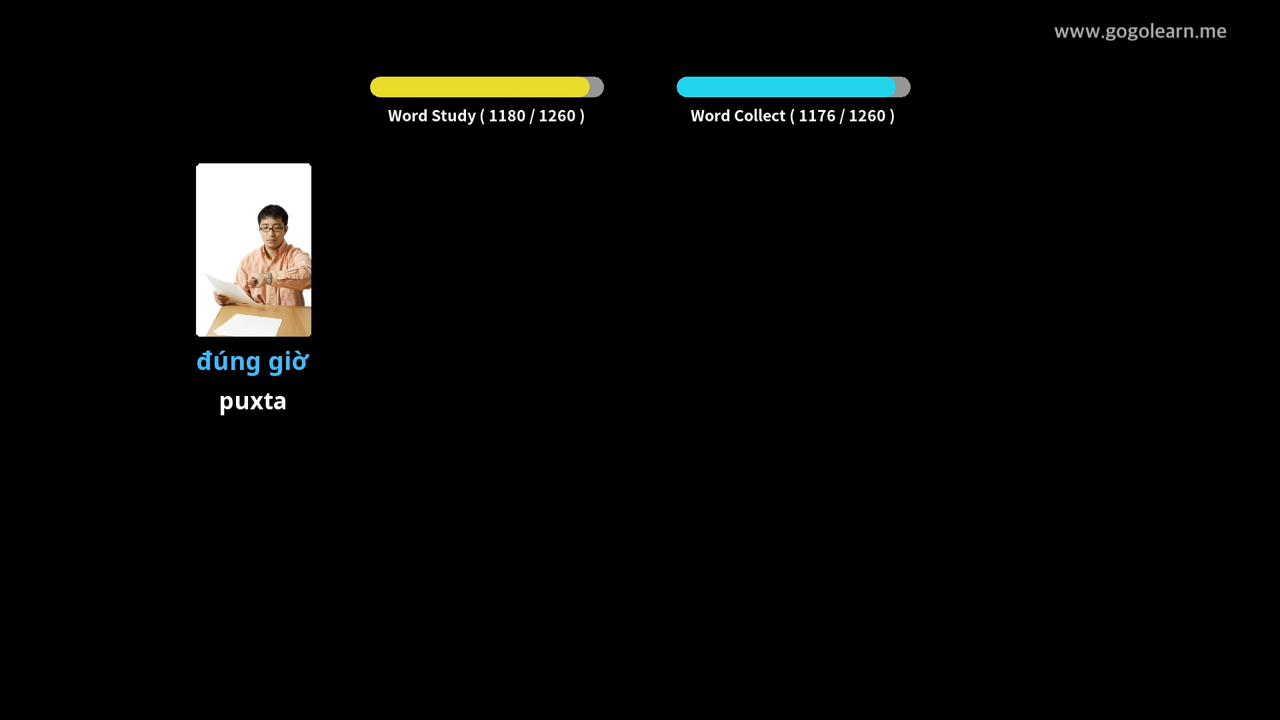 www.gogolearn.me
Word Study ( 1180 / 1260 )
Word Collect ( 1176 / 1260 )
đúng giờ
puxta